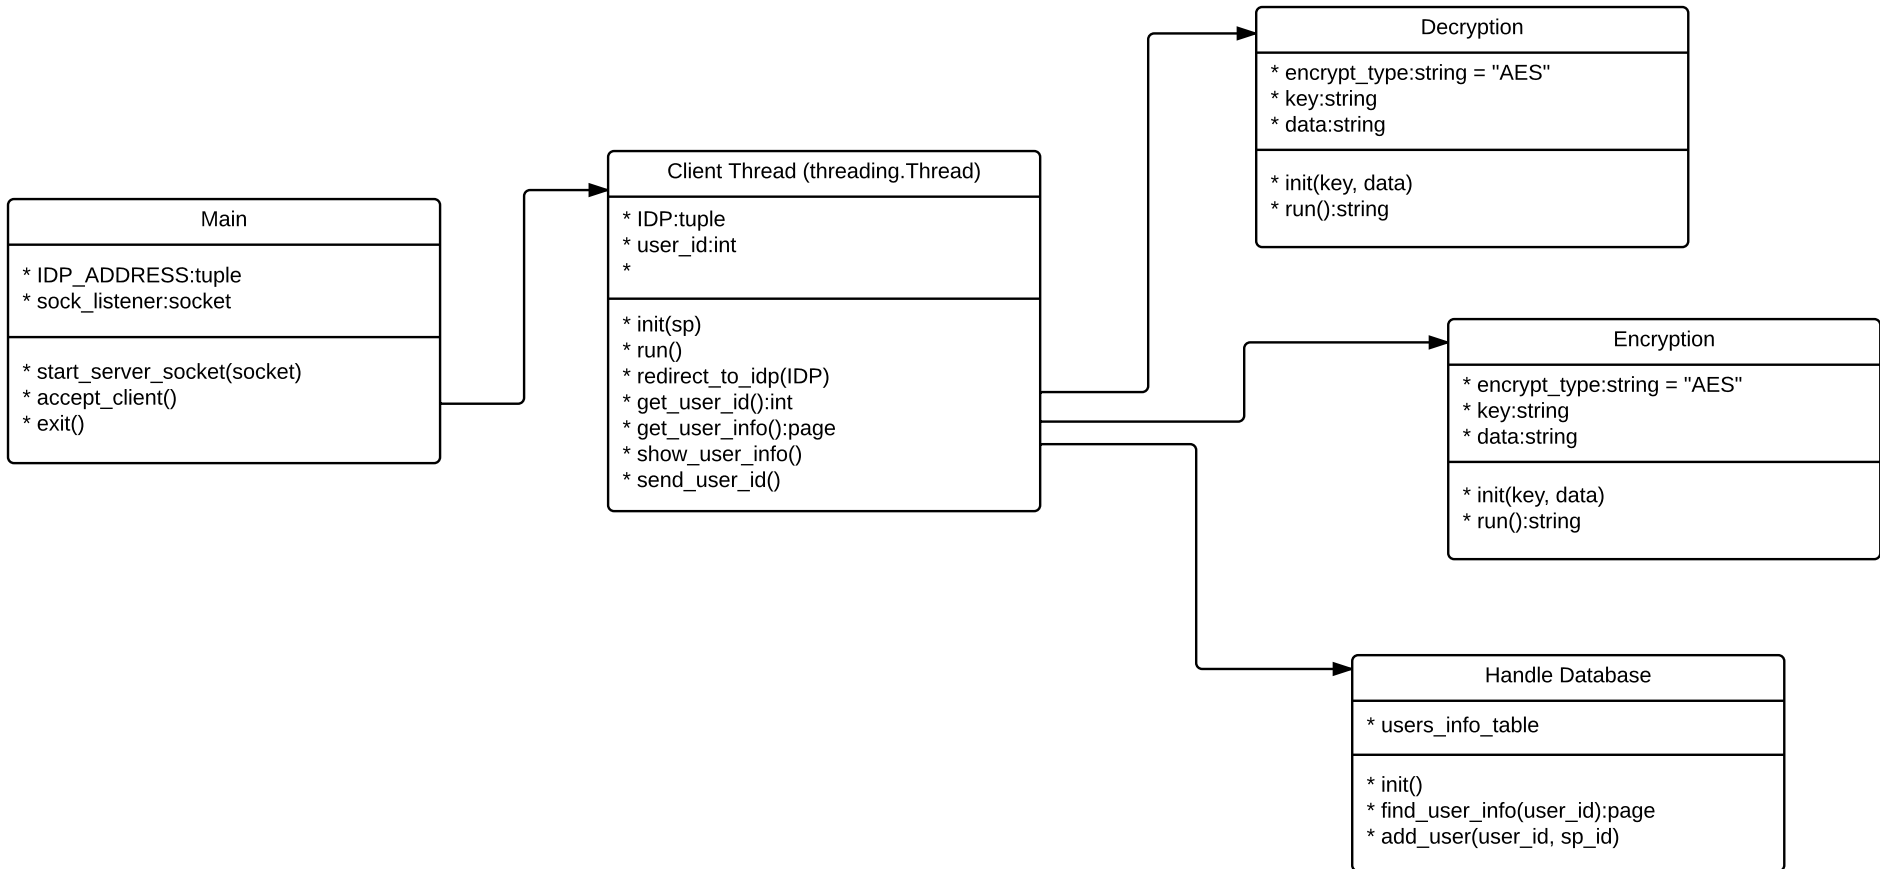 Main
* IDP_ADDRESS:tuple
* sock_listener:socket
* start_server_socket(socket)
* accept_client()
* exit()
Client Thread (threading.Thread)
* IDP:tuple
* user_id:int
*
* init(sp)
* run()
* redirect_to_idp(IDP)
* get_user_id():int
* get_user_info():page
* show_user_info()
* send_user_id()
Decryption
* encrypt_type:string = "AES"
* key:string
* data:string
* init(key, data)
* run():string
Encryption
* encrypt_type:string = "AES"
* key:string
* data:string
* init(key, data)
* run():string
Handle Database
* users_info_table
* init()
* find_user_info(user_id):page
* add_user(user_id, sp_id)